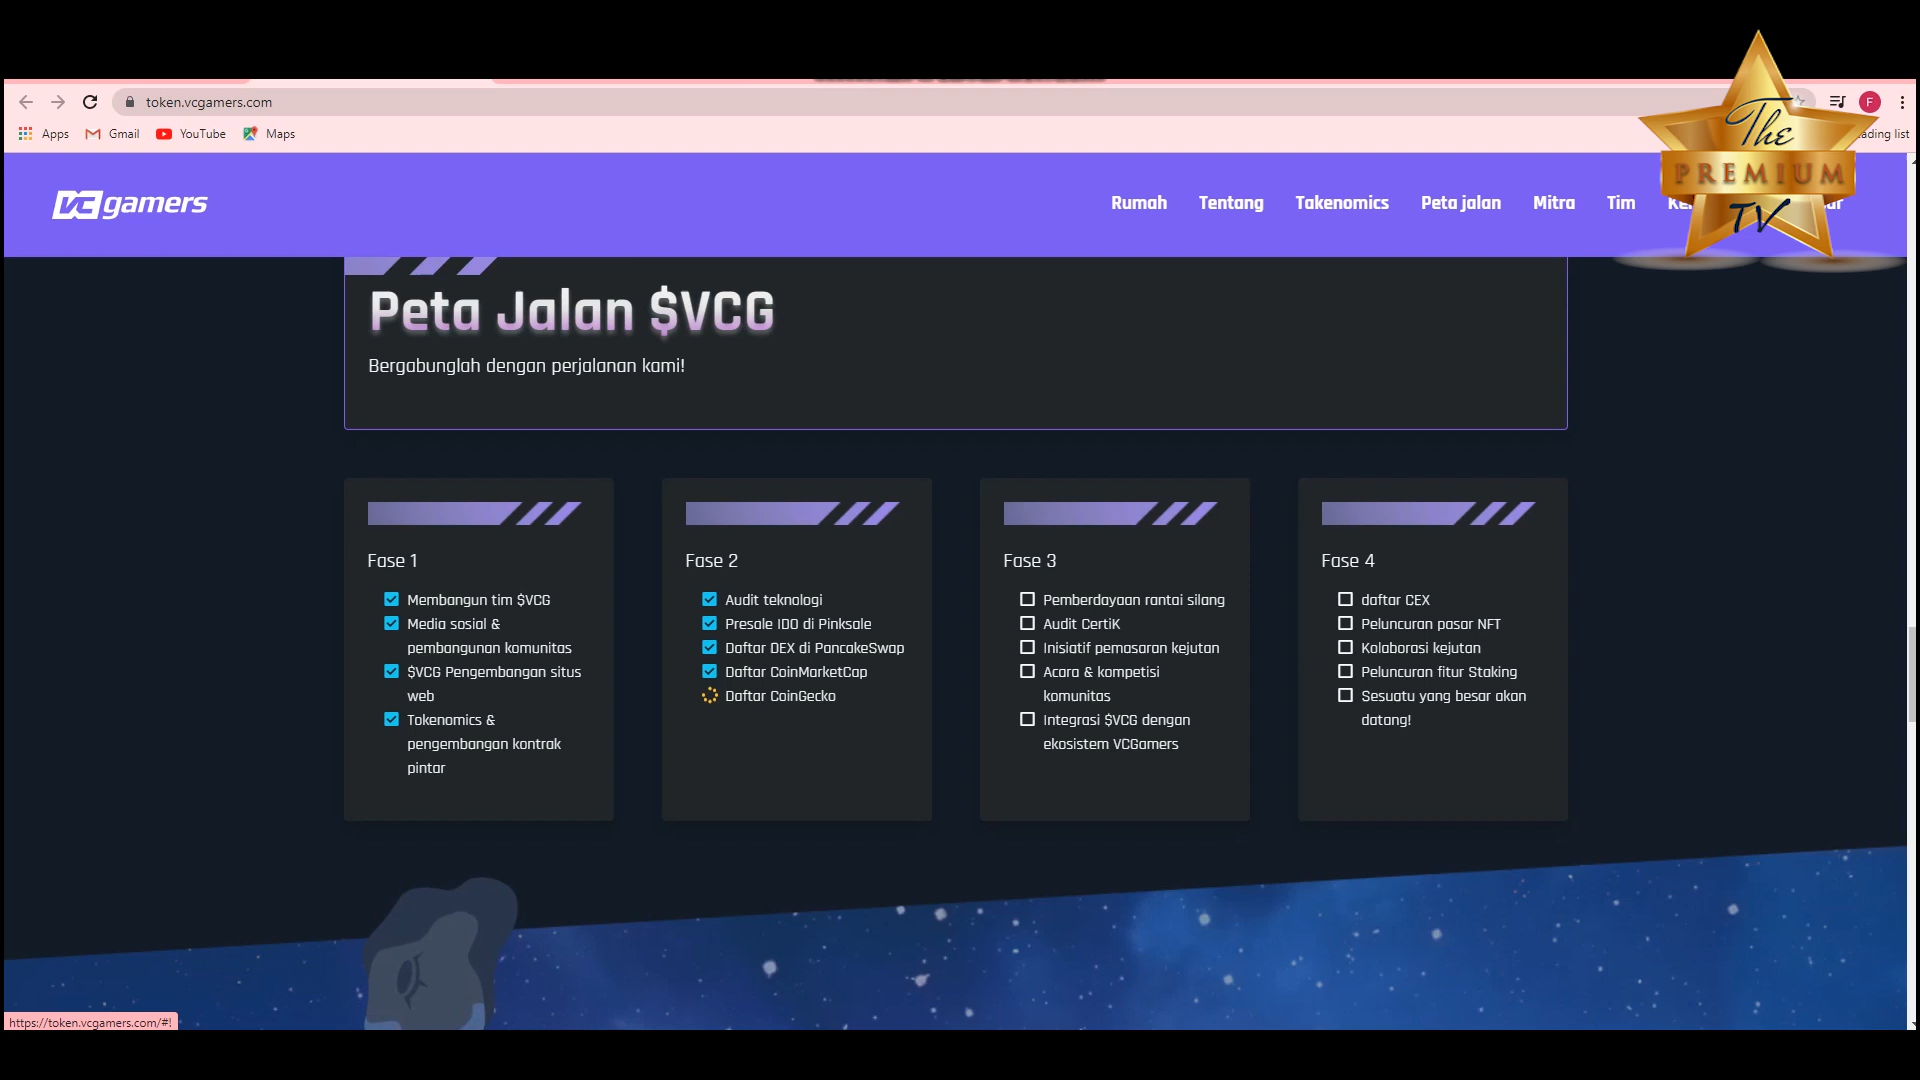 The
PREMIUM
TV
token.vcgamers.com
F
Apps Gmail YouTube Maps
ading list
VCgamers
Rumah Tentang Takenomics Peta jalan Mitra Tim
Peta Jalan $VCG
Bergabunglah dengan perjalanan kami!
Fase 1
Membangun tim $VCG
Media sosial &
pembangunan komunitas
$VCG Pengembangan situs
web
Tokenomics &
pengembangan kontrak
pintar
Fase 2
Audit teknologi
Presale IDO di Pinksale
Daftar DEX di PancakeSwap
Daftar CoinMarketCap
Daftar CoinGecko
Fase 3
Pemberdayaan rantai silang
Audit CertiK
Inisiatif pemasaran kejutan
Acara & kompetisi
komunitas
Integrasi $VCG dengan
ekosistem VCGamers
Fase 4
daftar CEX
Peluncuran pasar NFT
Kolaborasi kejutan
Peluncuran fitur Staking
Sesuatu yang besar akan
datang!
https://token.vcgamers.com/#!